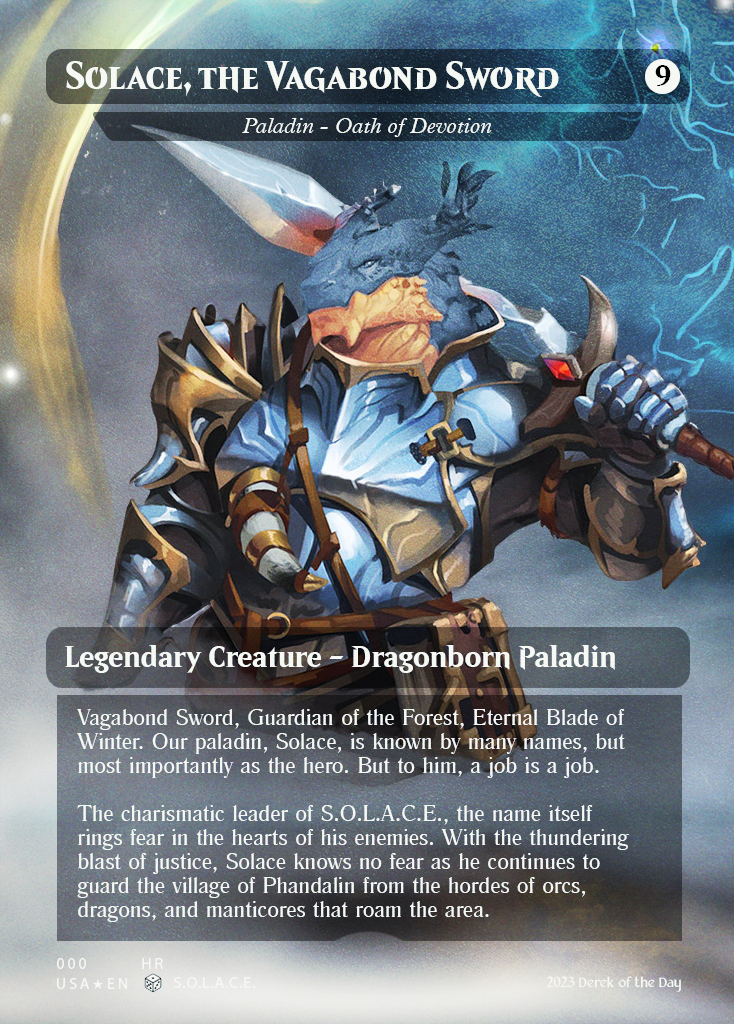 Solace, the Vagabond Sword
9
Paladin - Oath of Devotion
Legendary Creature – Dragonborn Paladin
Vagabond Sword, Guardian of the Forest, Eternal Blade of
Winter. Our paladin, Solace, is known by many names, but
most importantly as the hero. But to him, a job is a job.
The charismatic leader of S.O.L.A.C.E., the name itself
rings fear in the hearts of his enemies. With the thundering
blast of justice, Solace knows no fear as he continues to
guard the village of Phandalin from the hordes of orcs,
dragons, and manticores that roam the area.
000 HR
USA★EN S.O.L.A.C.E.
2023 Derek of the Day